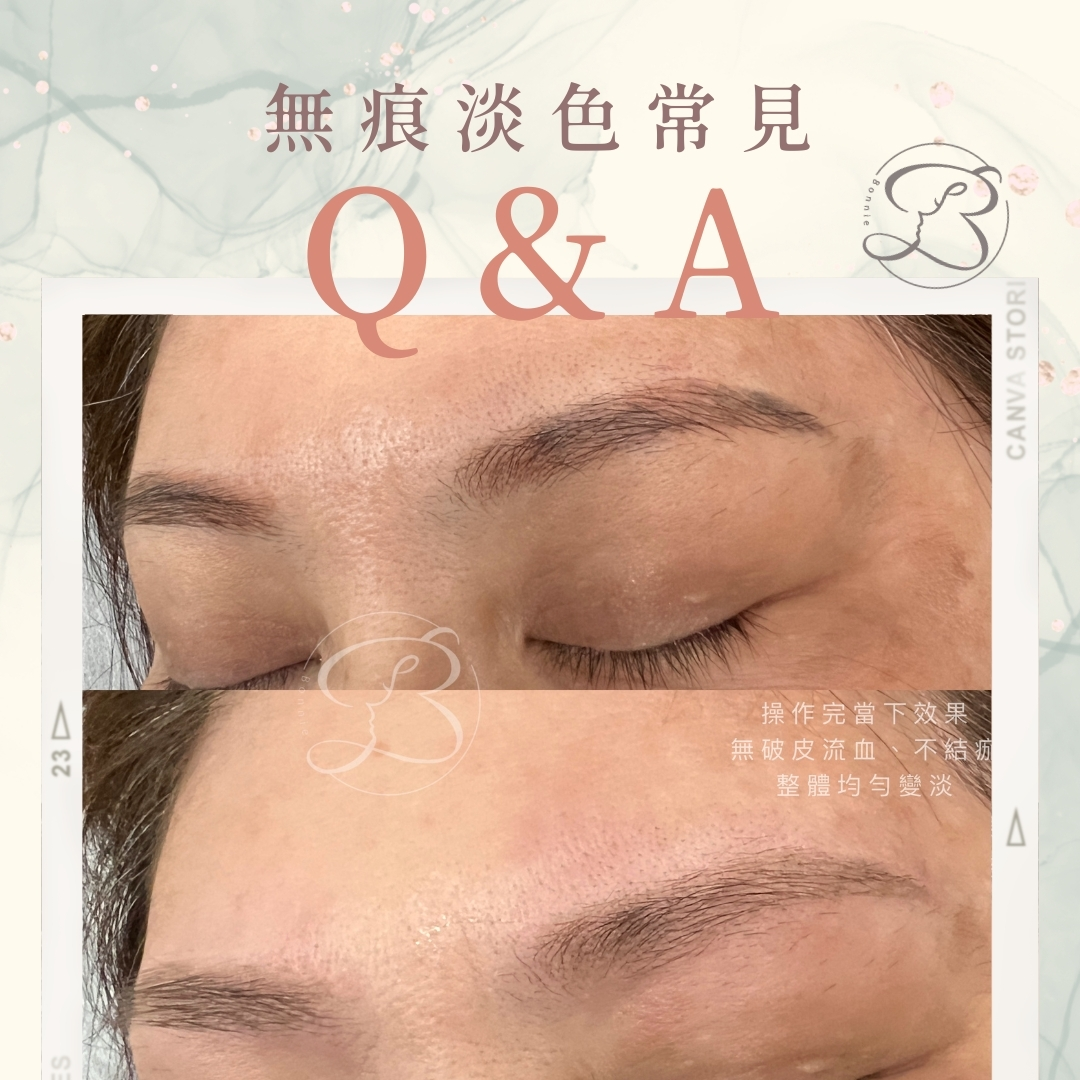 無痕淡色常見
Q & A
Bonnie
B
CANVA STORI
B
操作完當下效果
無破皮流血、不結痂
整體均勻變淡
23
ES